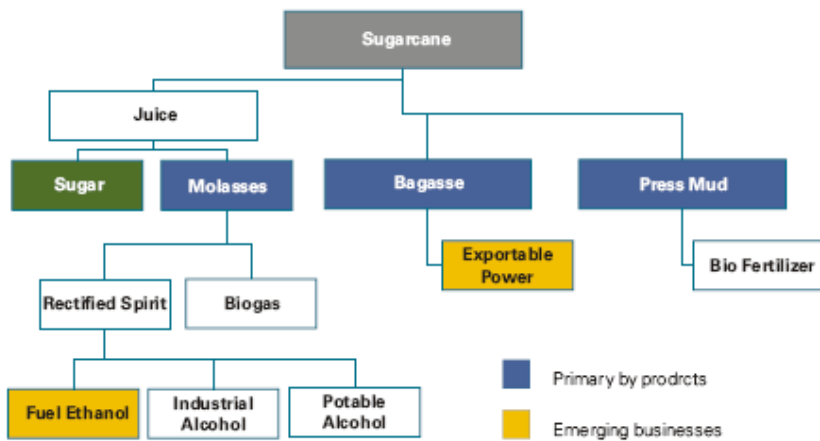 Sugarcane
Juice
Sugar
Molasses
Bagasse
Press Mud
Exportable
Power
Bio Fertilizer
Rectified Spirit
Biogas
Fuel Ethanol
Industrial
Alcohol
Potable
Alcohol
Primary by prodrcts
Emerging businesses